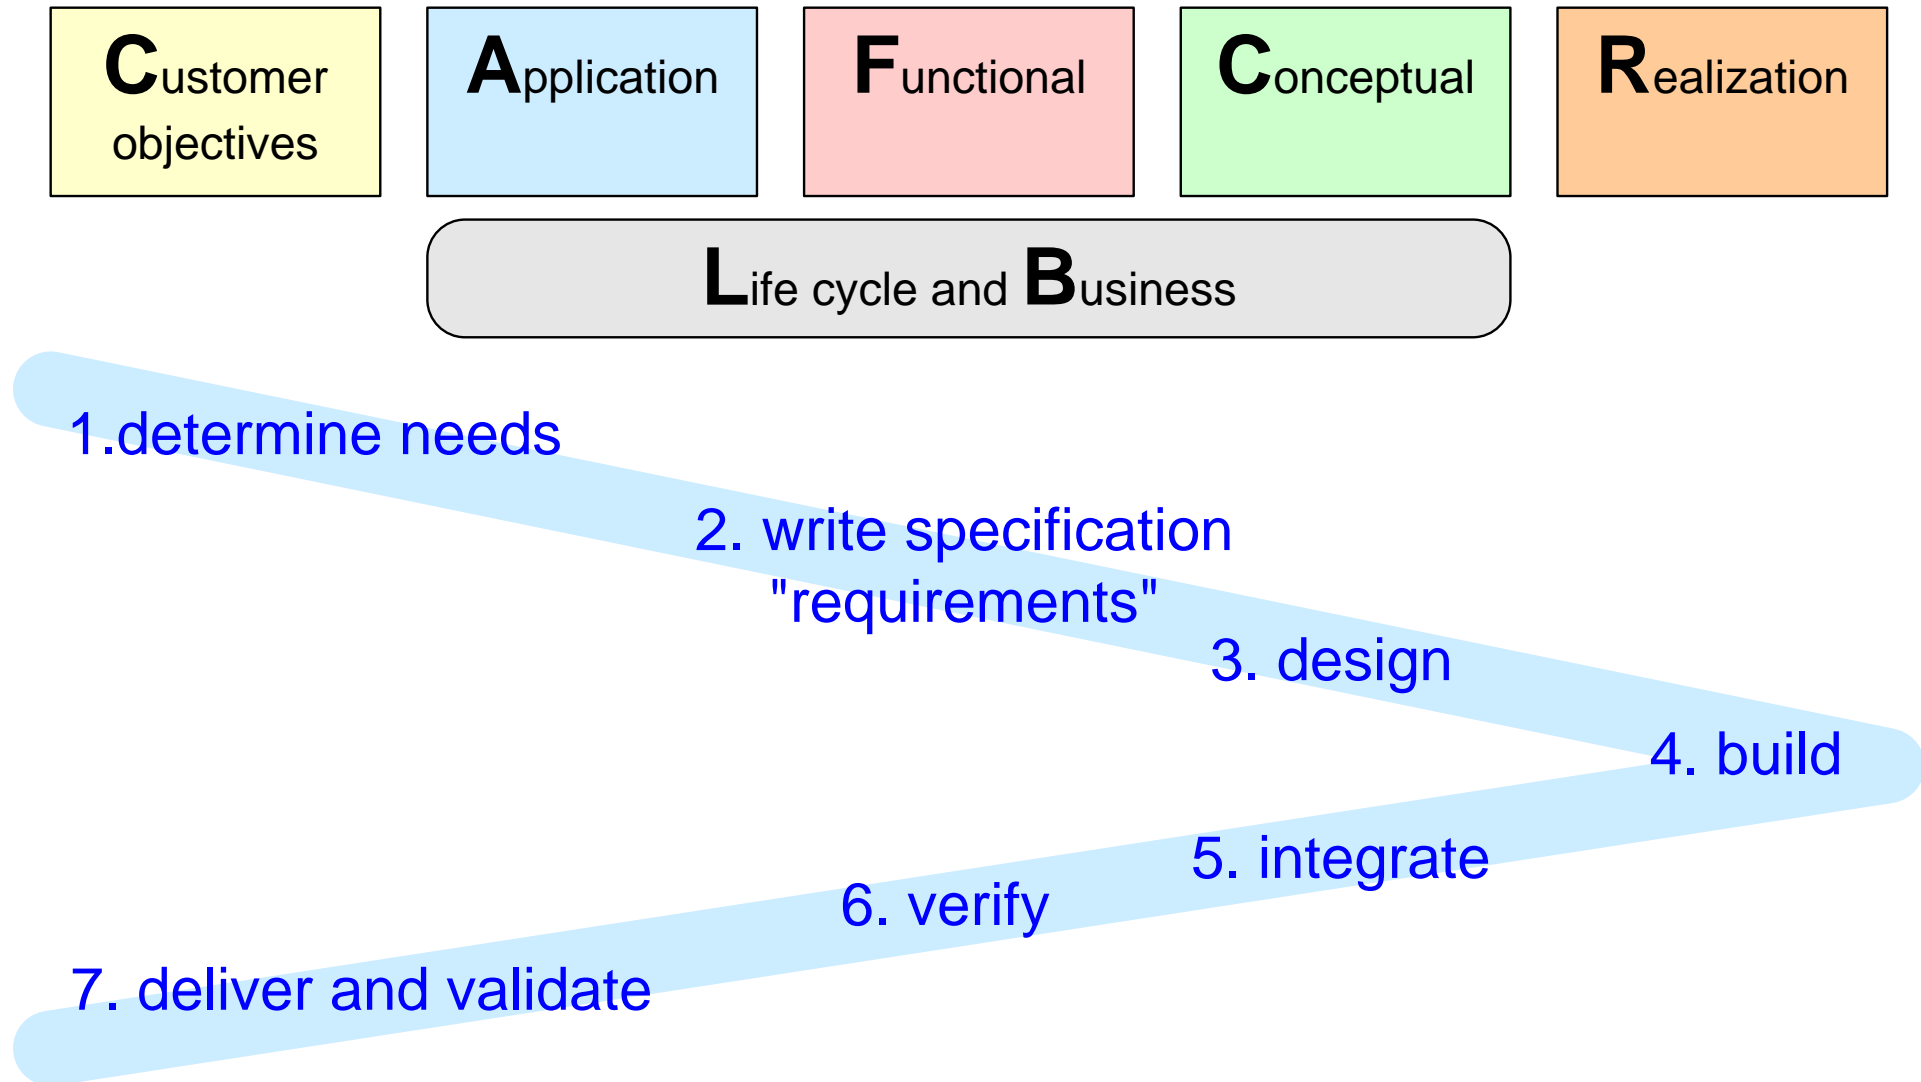 Customer
objectives
Application
Functional
Conceptual
Realization
Life cycle and Business
1.determine needs
2. write specification
"requirements"
3. design
4. build
5. integrate
6. verify
7. deliver and validate